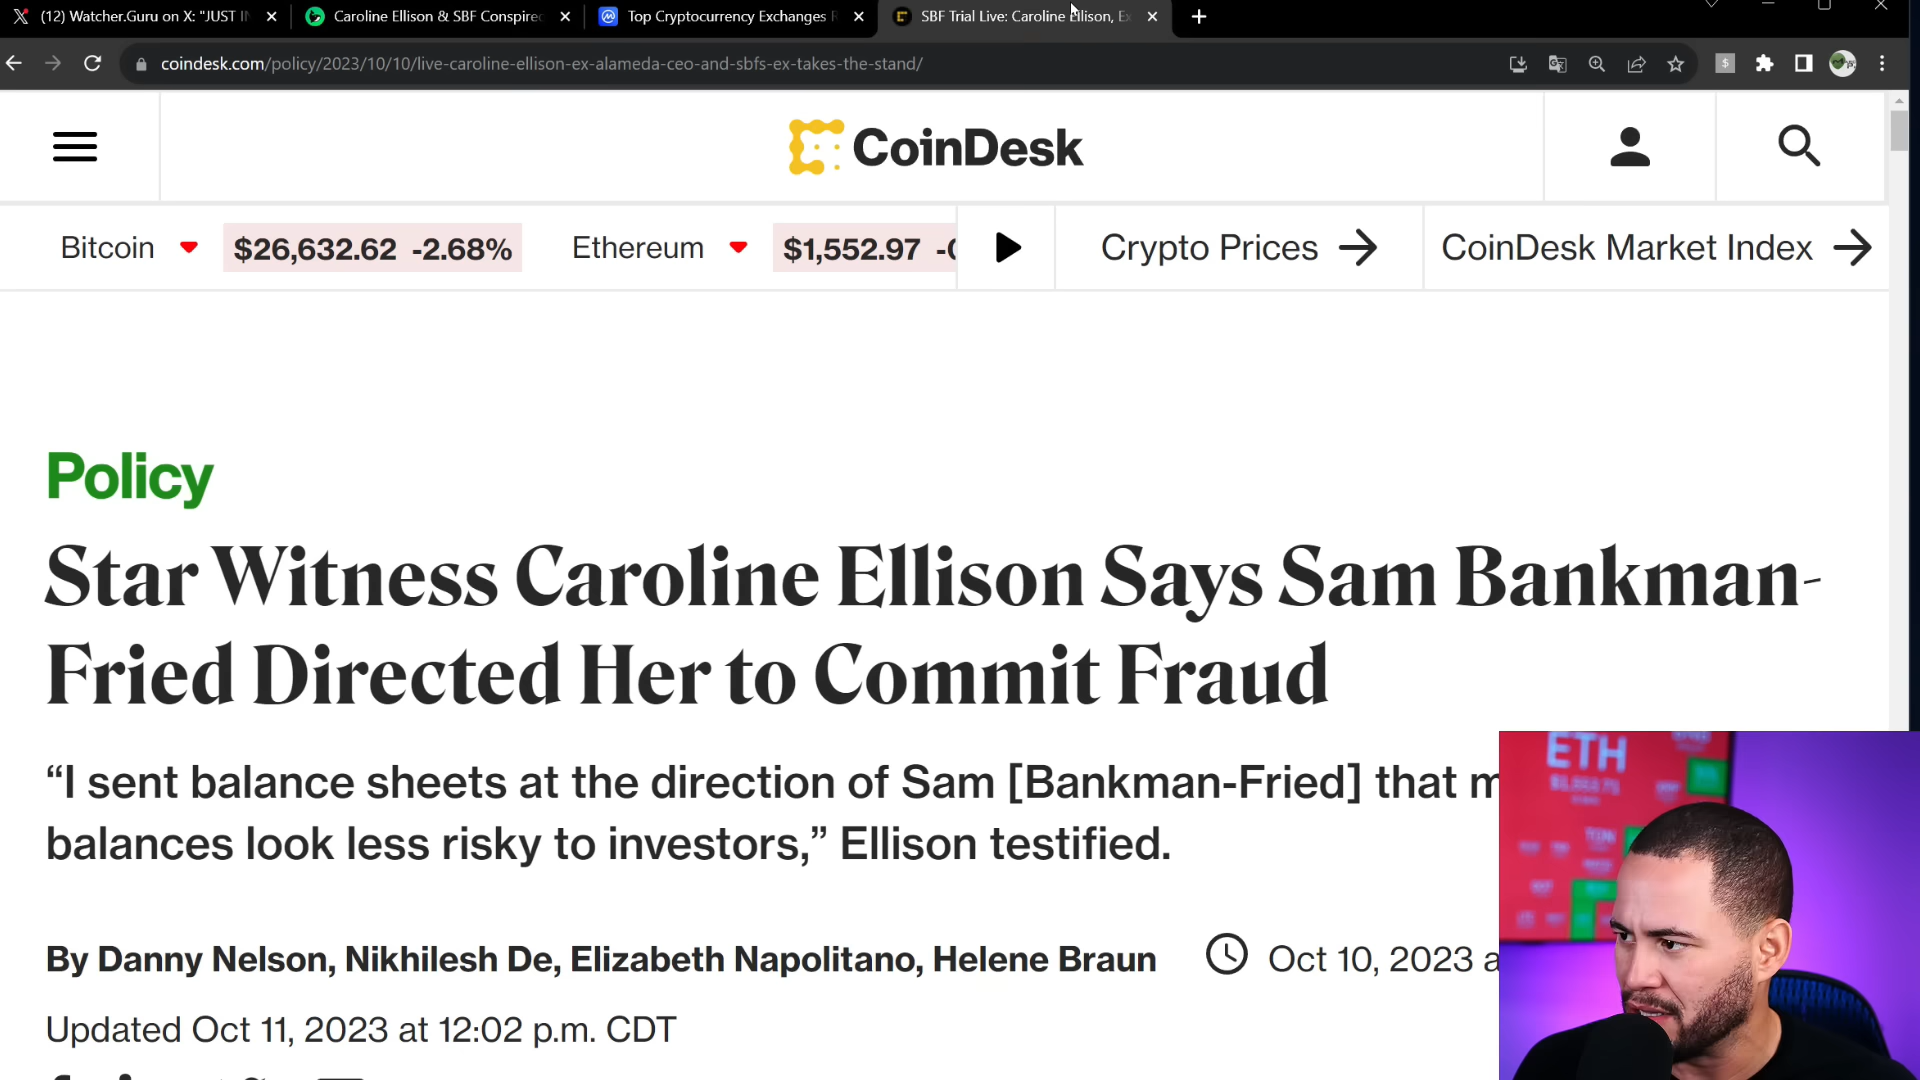 (12) Watcher.Guru on X: "JUST IN
Caroline Ellison & SBF Conspired
Top Cryptocurrency Exchanges R
SBF Trial Live: Caroline Ellison, Ex
coindesk.com/policy/2023/10/10/live-caroline-ellison-ex-alameda-ceo-and-sbfs-ex-takes-the-stand/
CoinDesk
Bitcoin $26,632.62 -2.68% Ethereum $1,552.97 -0 Crypto Prices → CoinDesk Market Index →
Policy
Star Witness Caroline Ellison Says Sam Bankman-
Fried Directed Her to Commit Fraud
“I sent balance sheets at the direction of Sam [Bankman-Fried] that m
balances look less risky to investors,” Ellison testified.
By Danny Nelson, Nikhilesh De, Elizabeth Napolitano, Helene Braun
Oct 10, 2023 a
Updated Oct 11, 2023 at 12:02 p.m. CDT
ETH